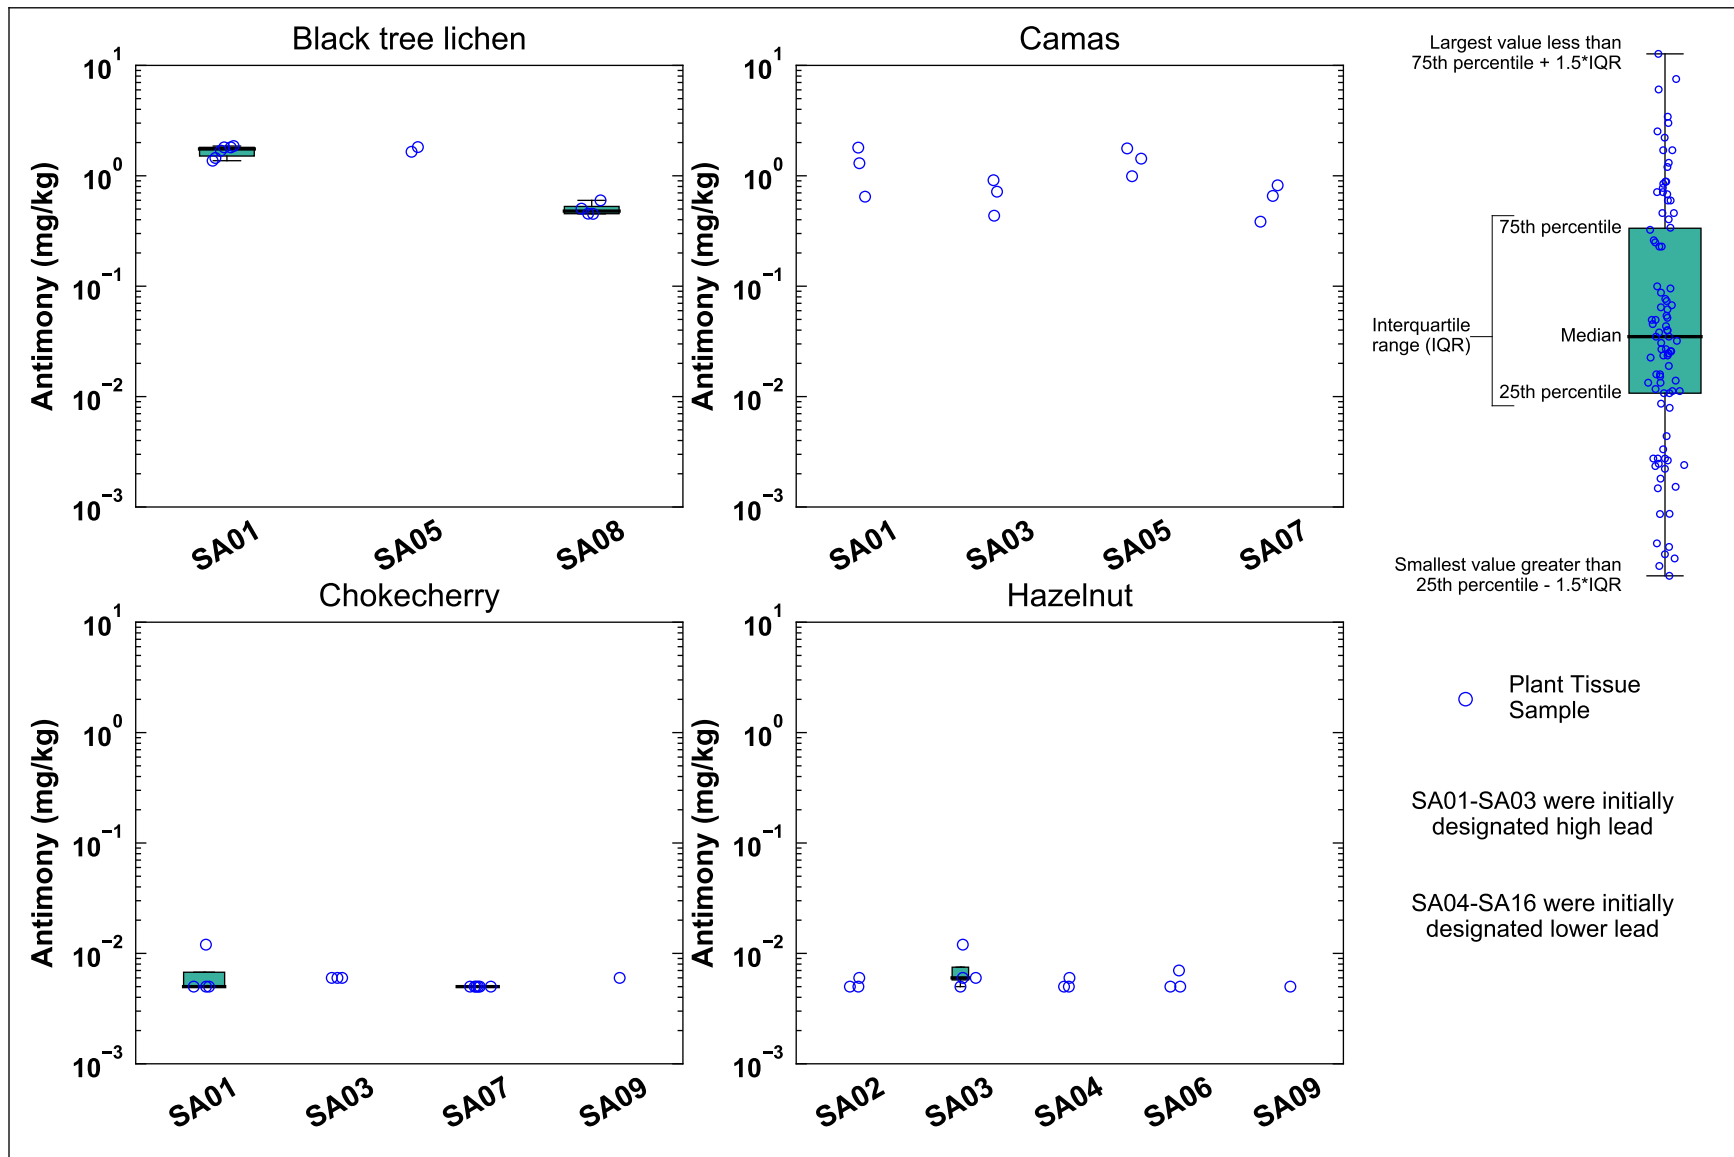 Black tree lichen
Antimony (mg/kg)
10^1
10^0
10^−1
10^−2
10^−3
SA01
SA05
SA08
Camas
Antimony (mg/kg)
10^1
10^0
10^−1
10^−2
10^−3
SA01
SA03
SA05
SA07
Chokecherry
Antimony (mg/kg)
10^1
10^0
10^−1
10^−2
10^−3
SA01
SA03
SA07
SA09
Hazelnut
Antimony (mg/kg)
10^1
10^0
10^−1
10^−2
10^−3
SA02
SA03
SA04
SA06
SA09
Largest value less than
75th percentile + 1.5*IQR
75th percentile
Interquartile
range (IQR)
Median
25th percentile
Smallest value greater than
25th percentile - 1.5*IQR
Plant Tissue
Sample
SA01-SA03 were initially
designated high lead
SA04-SA16 were initially
designated lower lead